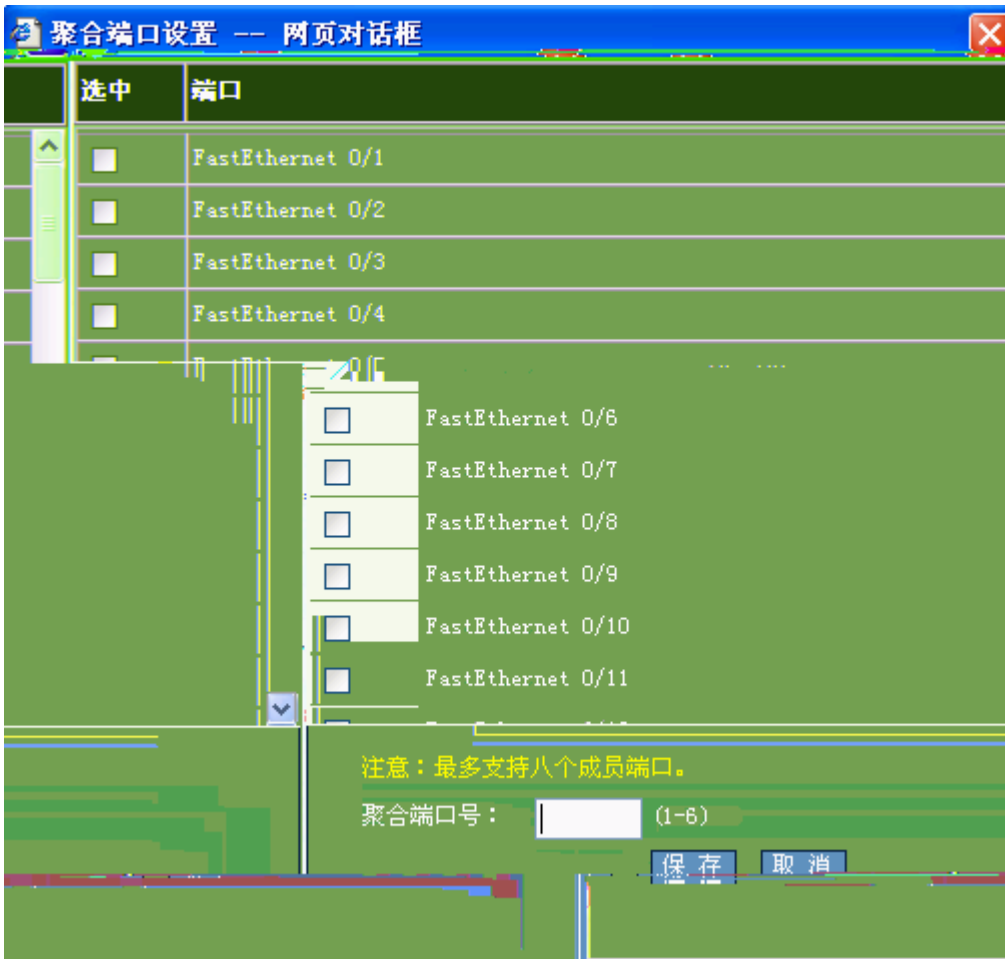 聚合端口设置 -- 网页对话框
选中 端口
FastEthernet 0/1
FastEthernet 0/2
FastEthernet 0/3
FastEthernet 0/4
FastEthernet 0/6
FastEthernet 0/7
FastEthernet 0/8
FastEthernet 0/9
FastEthernet 0/10
FastEthernet 0/11
注意：最多支持八个成员端口。
聚合端口号： (1-6)
保存 取消